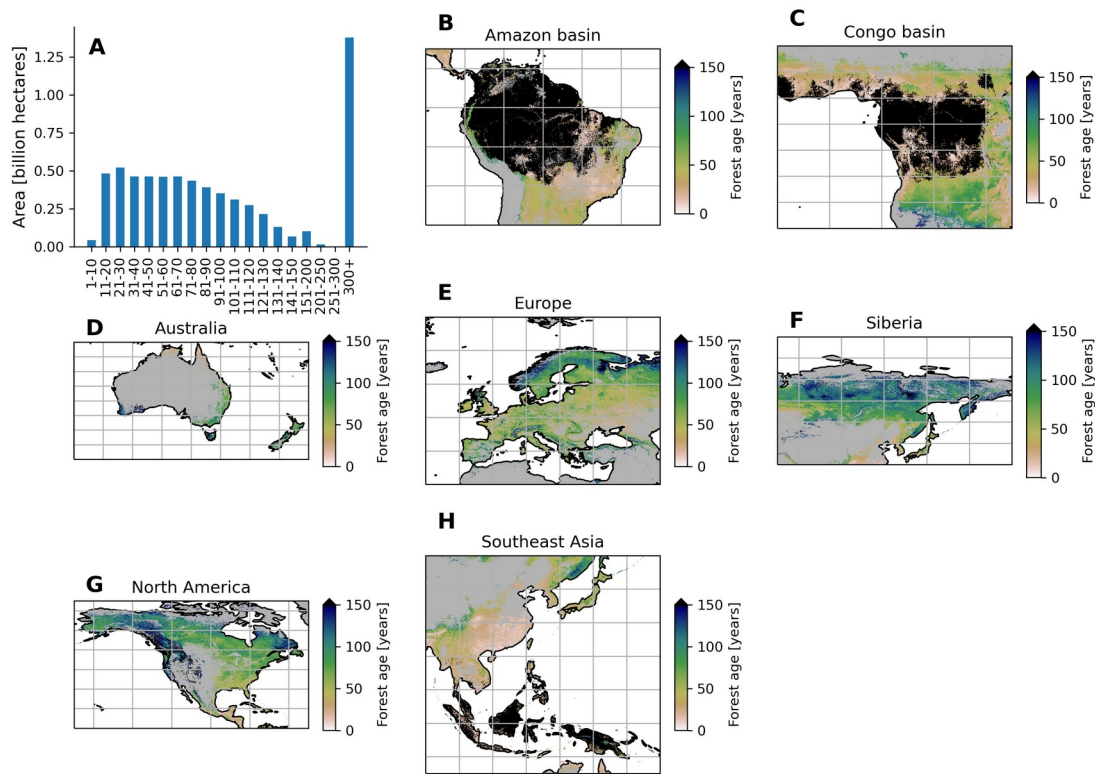 A
Area [billion hectares]
1.25
1.00
0.75
0.50
0.25
0.00
1-10
11-20
21-30
31-40
41-50
51-60
61-70
71-80
81-90
91-100
101-110
111-120
121-130
131-140
141-150
151-200
201-250
251-300
300+
B
Amazon basin
150
100
50
0
Forest age [years]
C
Congo basin
150
100
50
0
Forest age [years]
D
Australia
150
100
50
0
Forest age [years]
E
Europe
150
100
50
0
Forest age [years]
F
Siberia
150
100
50
0
Forest age [years]
G
North America
150
100
50
0
Forest age [years]
H
Southeast Asia
150
100
50
0
Forest age [years]